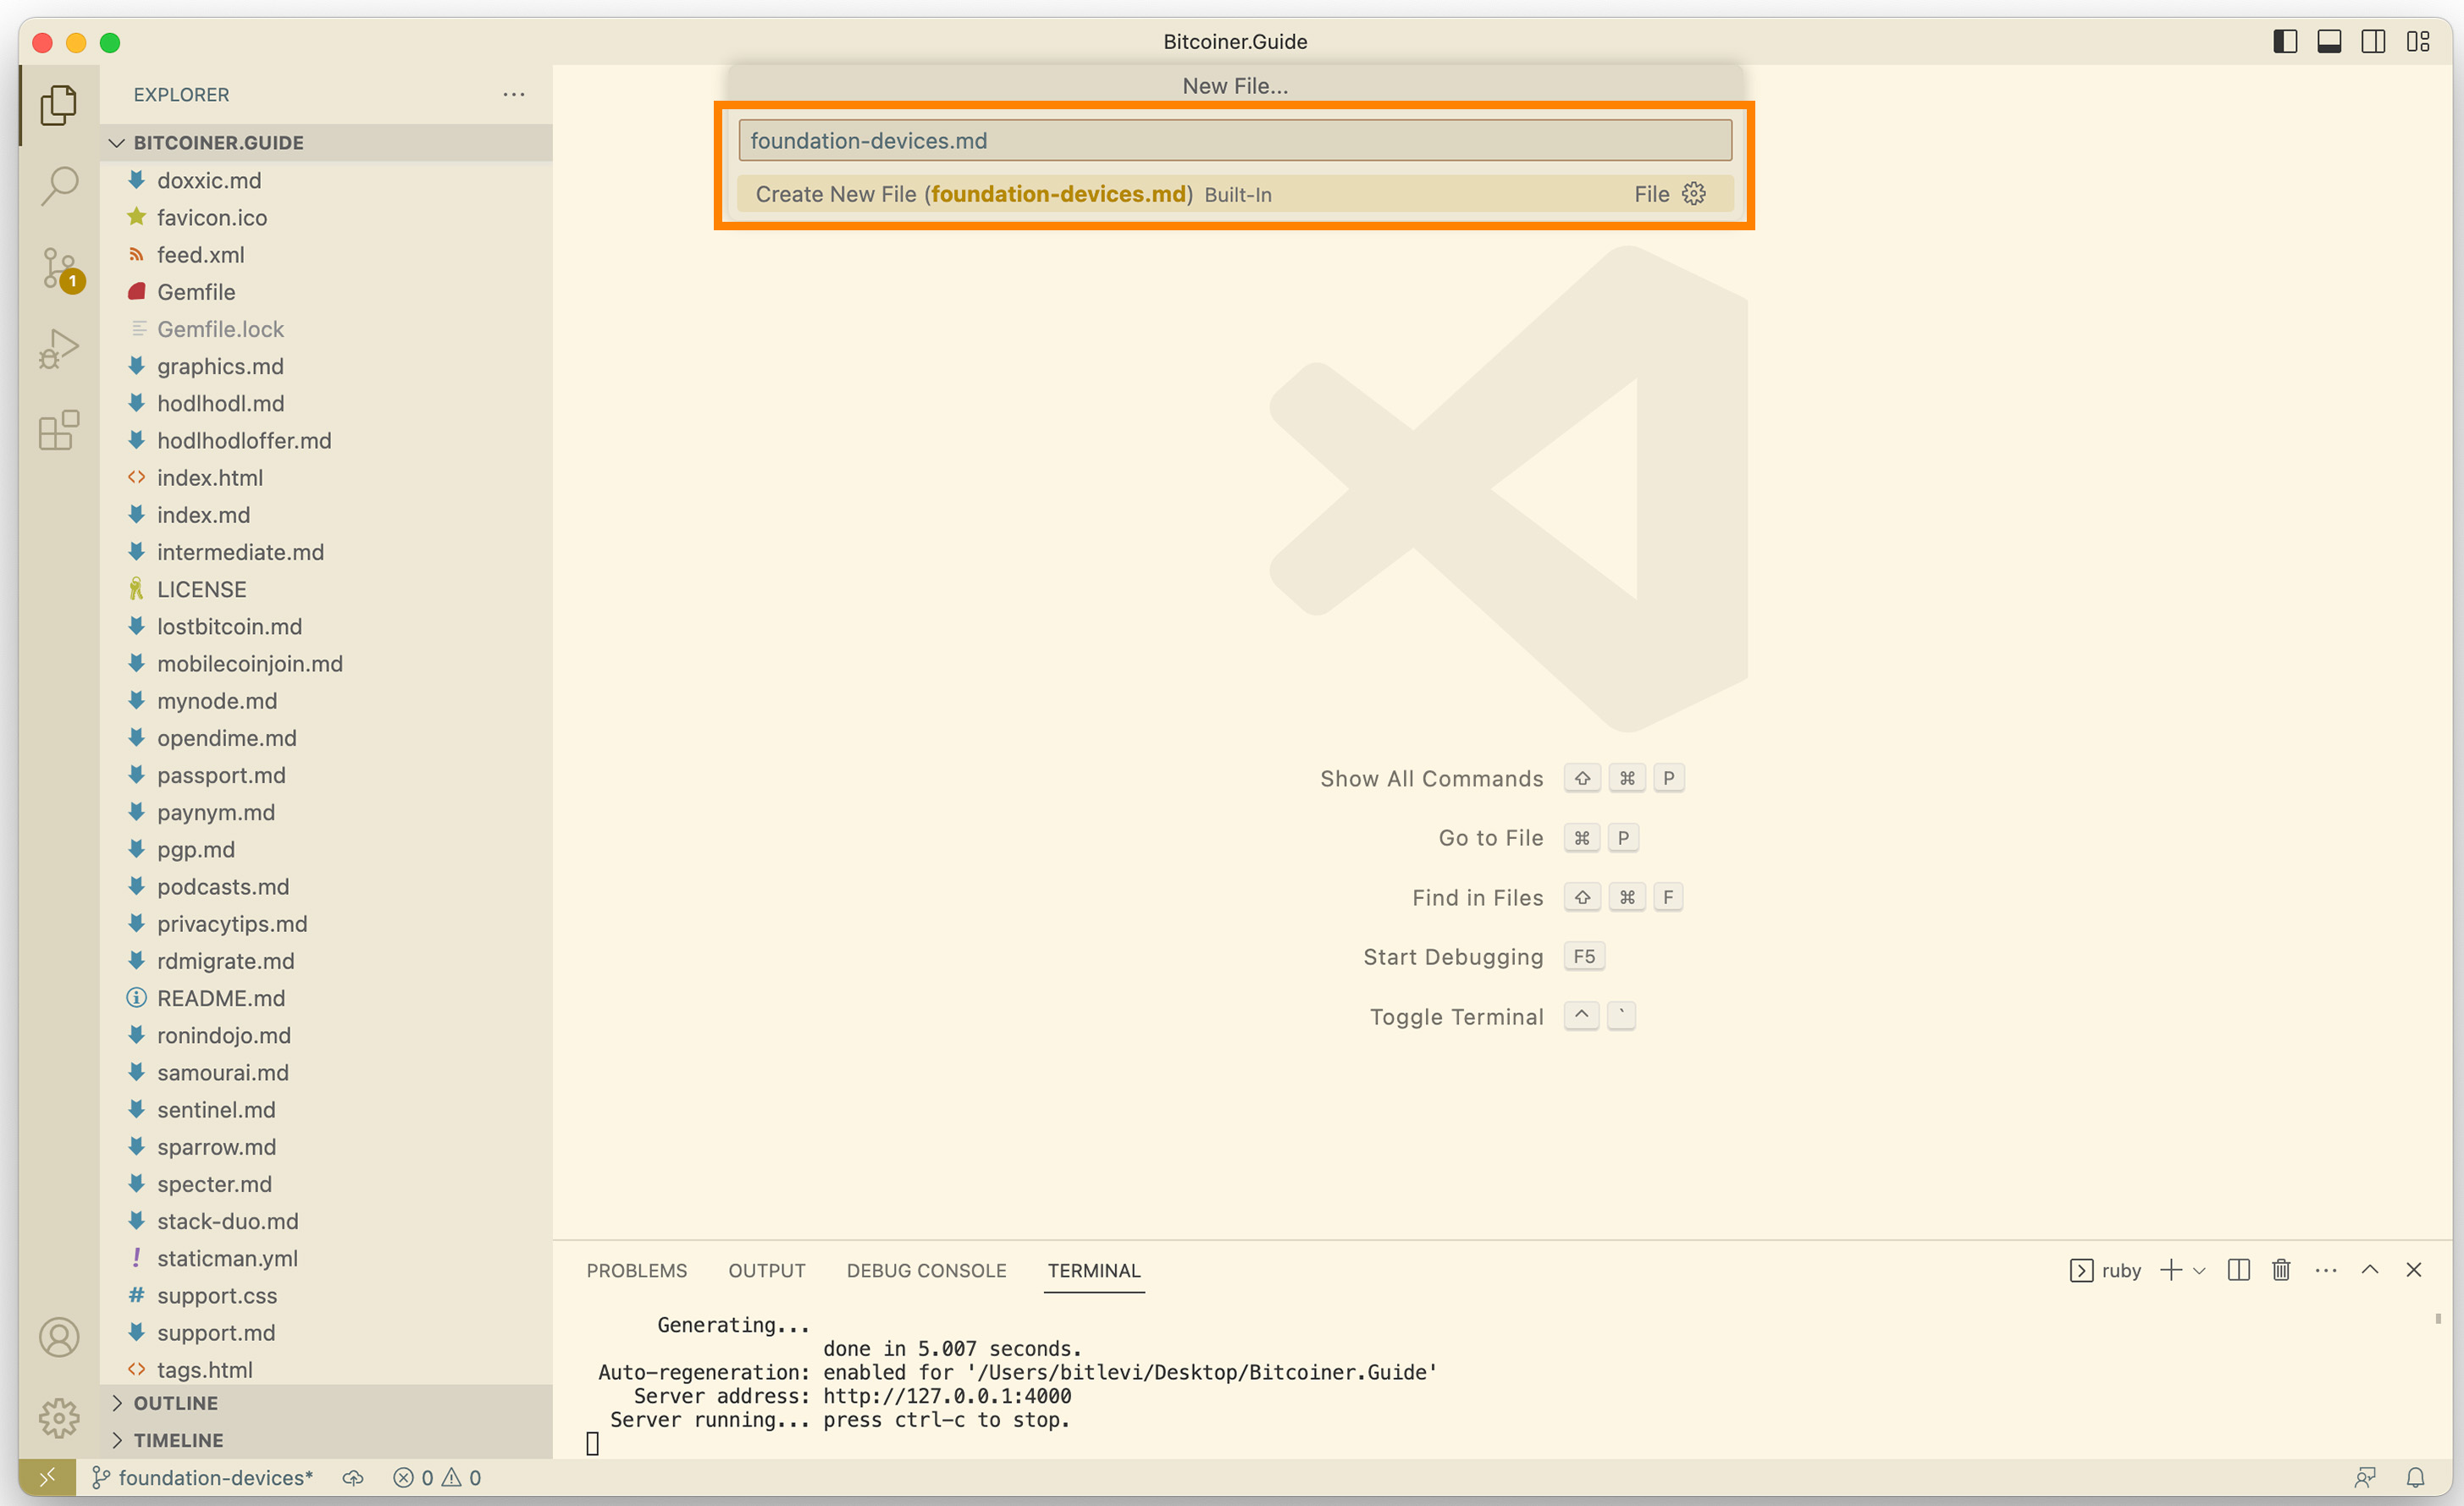 Bitcoiner.Guide
EXPLORER
BITCOINER.GUIDE
doxxic.md
favicon.ico
feed.xml
Gemfile
Gemfile.lock
graphics.md
hodlhodl.md
hodlhodloffer.md
index.html
index.md
intermediate.md
LICENSE
lostbitcoin.md
mobilecoinjoin.md
mynode.md
opendime.md
passport.md
paynym.md
pgp.md
podcasts.md
privacytips.md
rdmigrate.md
README.md
ronindojo.md
samourai.md
sentinel.md
sparrow.md
specter.md
stack-duo.md
staticman.yml
support.css
support.md
tags.html
OUTLINE
TIMELINE
1
New File...
foundation-devices.md
Create New File (foundation-devices.md) Built-In File
Show All Commands ⇧ ⌘ P
Go to File ⌘ P
Find in Files ⇧ ⌘ F
Start Debugging F5
Toggle Terminal ^ `
PROBLEMS OUTPUT DEBUG CONSOLE TERMINAL ruby
Generating...
done in 5.007 seconds.
Auto-regeneration: enabled for '/Users/bitlevi/Desktop/Bitcoiner.Guide'
Server address: http://127.0.0.1:4000
Server running... press ctrl-c to stop.
foundation-devices* 0 0